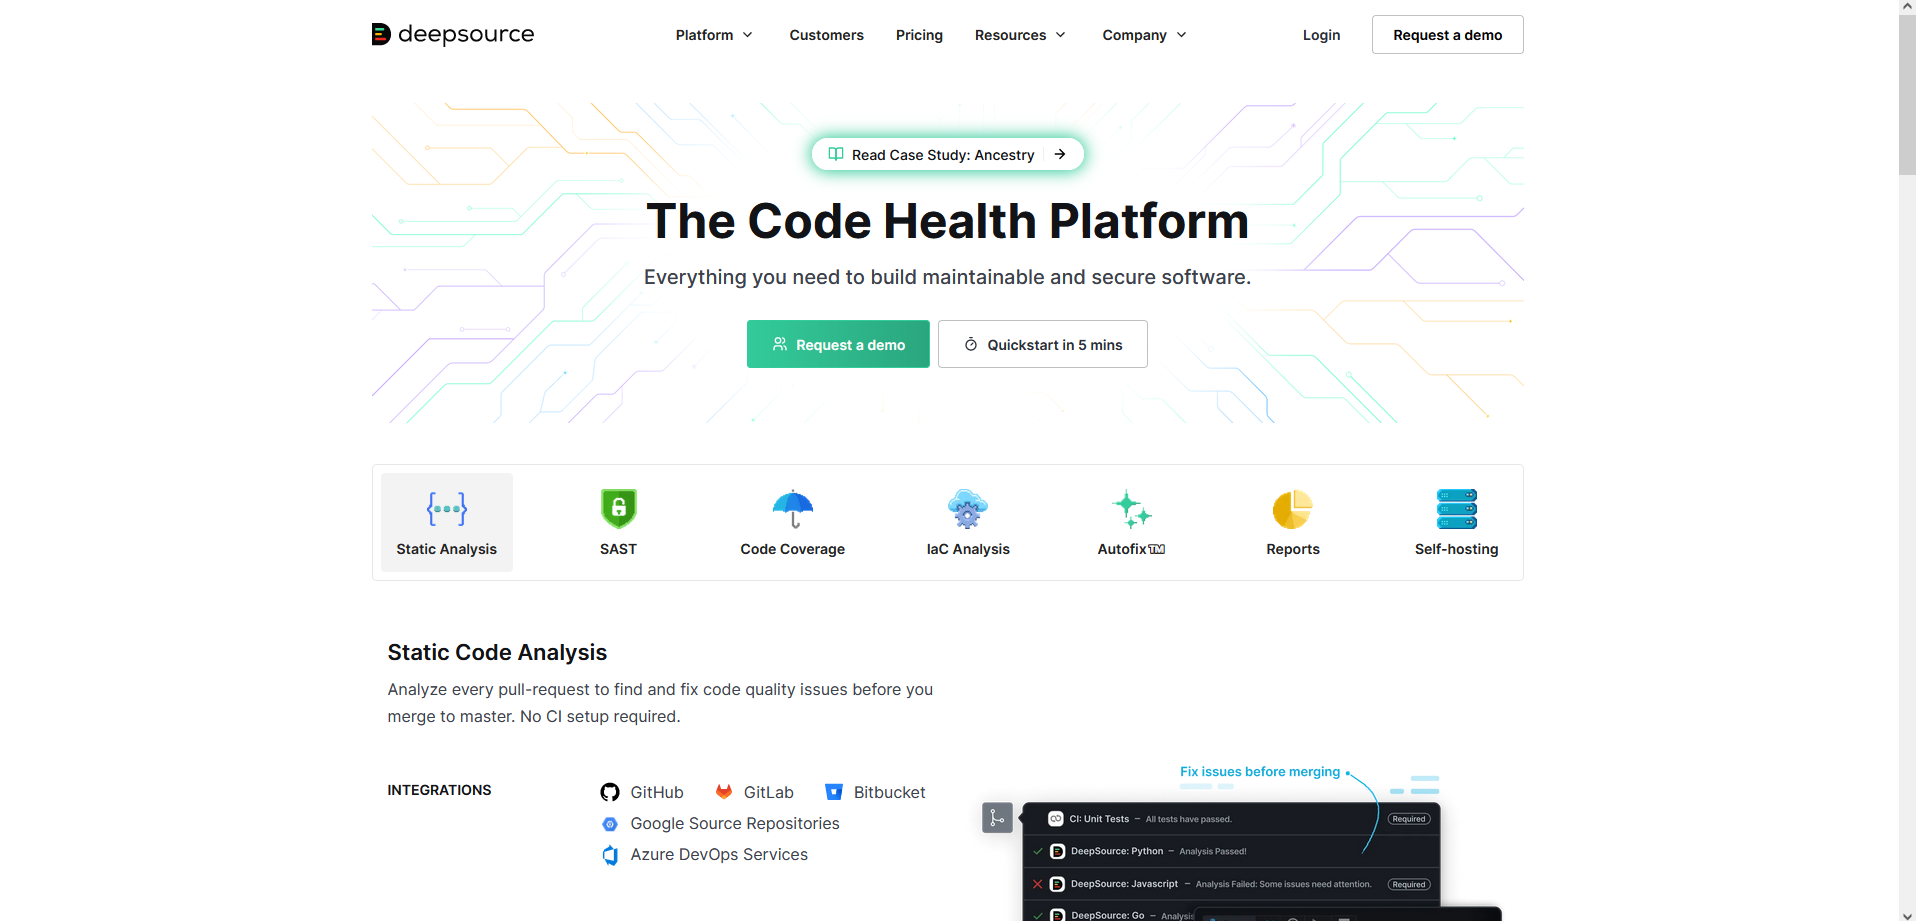 deepsource
Platform Customers Pricing Resources Company Login Request a demo
Read Case Study: Ancestry
The Code Health Platform
Everything you need to build maintainable and secure software.
Request a demo Quickstart in 5 mins
Static Analysis SAST Code Coverage IaC Analysis Autofix™ Reports Self-hosting
Static Code Analysis
Analyze every pull-request to find and fix code quality issues before you
merge to master. No CI setup required.
INTEGRATIONS
GitHub GitLab Bitbucket
Google Source Repositories
Azure DevOps Services
Fix issues before merging
CI: Unit Tests – All tests have passed. Required
DeepSource: Python – Analysis Passed!
DeepSource: Javascript – Analysis Failed: Some issues need attention. Required
DeepSource: Go –